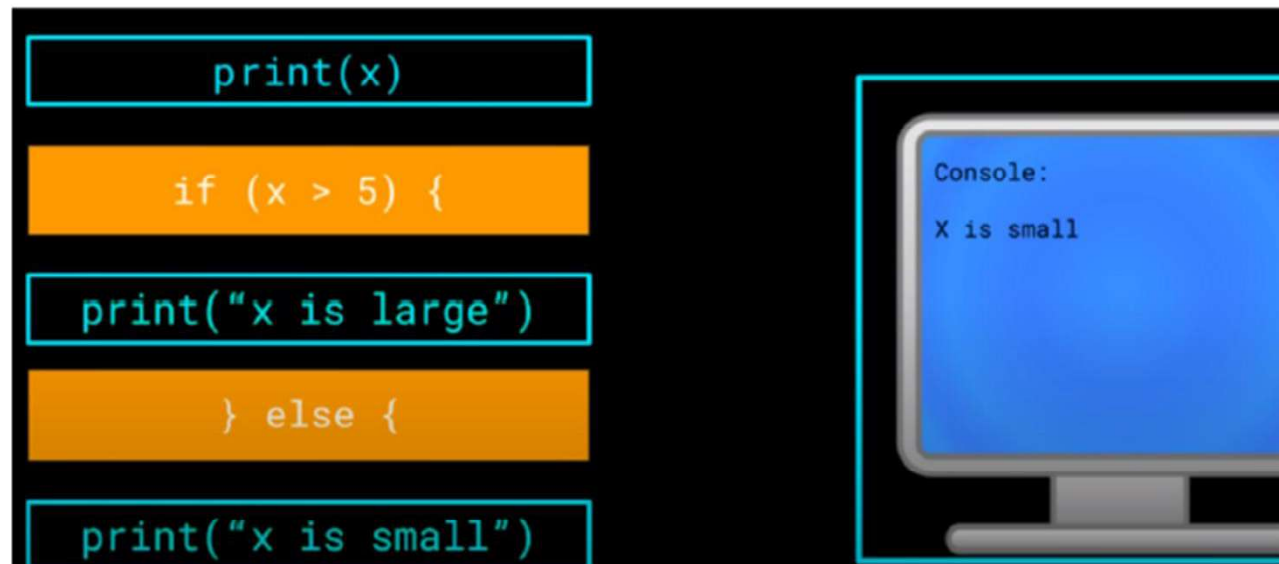 print(x)
if (x > 5) {
print(“x is large”)
} else {
print(“x is small”)
Console:
X is small